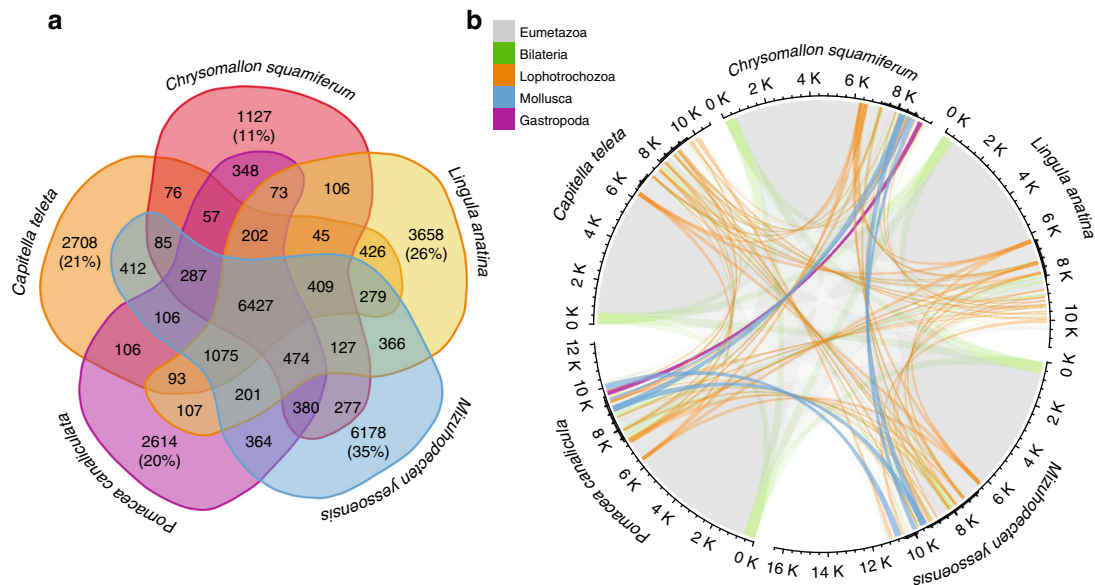 a
Chrysomallon squamiferum
Lingula anatina
Mizuhopecten yessoensis
Pomacea canaliculata
Capitella teleta
1127
(11%)
348
73
106
76
57
202
45
3658
(26%)
426
2708
(21%)
85
412
287
409
279
6427
106
366
106
1075
474
127
93
201
107
380
277
2614
(20%)
364
6178
(35%)
b
Eumetazoa
Bilateria
Lophotrochozoa
Mollusca
Gastropoda
Chrysomallon squamiferum
0 K
2 K
4 K
6 K
8 K
Lingula anatina
0 K
2 K
4 K
6 K
8 K
10 K
Mizuhopecten yessoensis
0 K
2 K
4 K
6 K
8 K
10 K
12 K
14 K
16 K
Pomacea canalicula
0 K
2 K
4 K
6 K
8 K
10 K
12 K
Capitella teleta
0 K
2 K
4 K
6 K
8 K
10 K